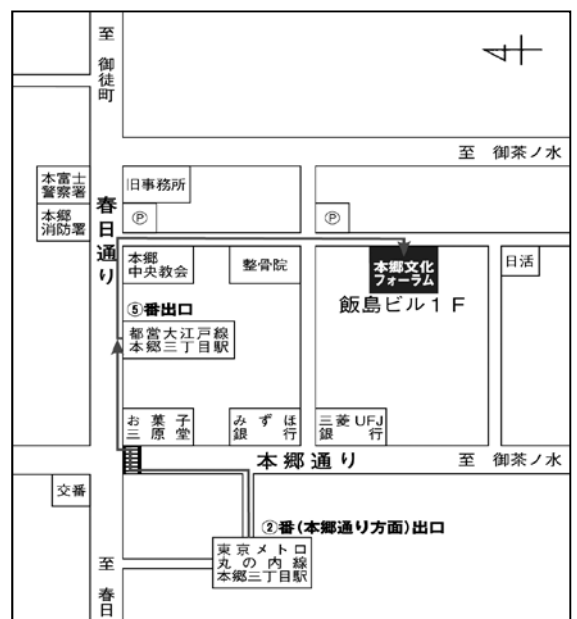 至
御徒町
至 御茶ノ水
本富士
警察署
旧事務所
本郷
消防署
Ⓟ
Ⓟ
春日通り
本郷
中央教会
整骨院
本郷文化
フォーラム
日活
飯島ビル1F
⑤番出口
都営大江戸線
本郷三丁目駅
お菓子
三原堂
みずほ
銀行
三菱UFJ
銀行
本郷通り
至 御茶ノ水
交番
②番(本郷通り方面)出口
東京メトロ
丸の内線
本郷三丁目駅
至
春日